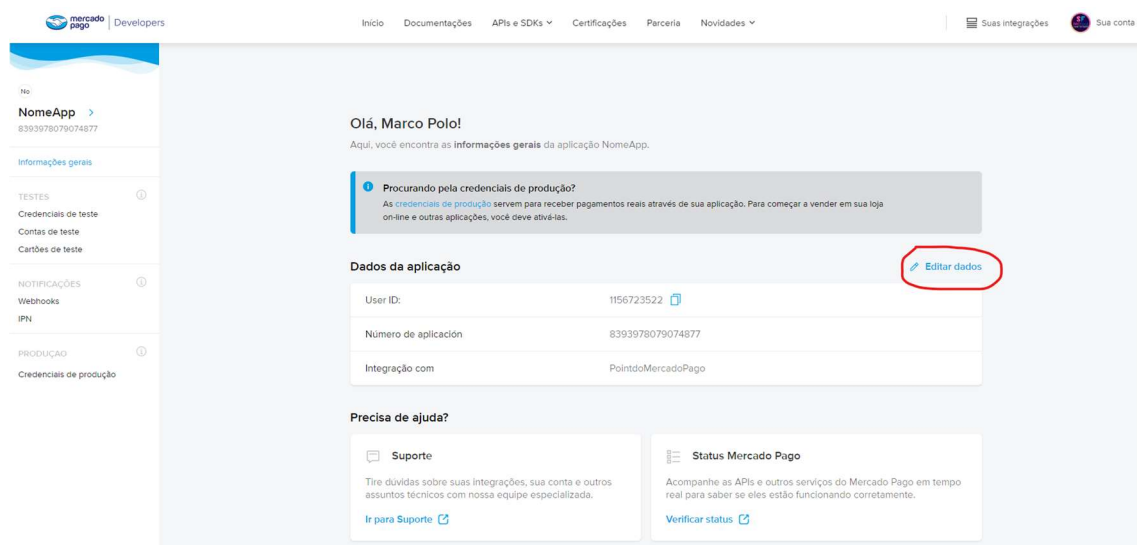 mercado pago | Developers
Início Documentações APIs e SDKs Certificações Parceria Novidades Suas integrações Sua conta
No
NomeApp >
8393978079074877
Informações gerais
TESTES
Credenciais de teste
Contas de teste
Cartões de teste
NOTIFICAÇÕES
Webhooks
IPN
PRODUÇÃO
Credenciais de produção
Olá, Marco Polo!
Aqui, você encontra as informações gerais da aplicação NomeApp.
Procurando pela credenciais de produção?
As credenciais de produção servem para receber pagamentos reais através de sua aplicação. Para começar a vender em sua loja
on-line e outras aplicações, você deve ativá-las.
Dados da aplicação Editar dados
User ID: 1156723522
Número de aplicación 8393978079074877
Integração com PointdoMercadoPago
Precisa de ajuda?
Suporte
Tire dúvidas sobre suas integrações, sua conta e outros
assuntos técnicos com nossa equipe especializada.
Ir para Suporte
Status Mercado Pago
Acompanhe as APIs e outros serviços do Mercado Pago em tempo
real para saber se eles estão funcionando corretamente.
Verificar status